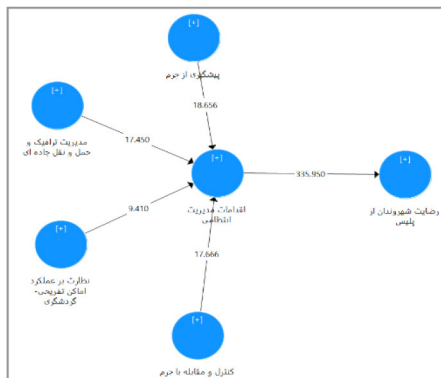 [+]
پیشگیری از جرم
18.656
[+]
مدیریت ترافیک و
حمل و نقل جاده ای
17.450
[+]
اقدامات مدیریت
انتظامی
335.950
[+]
رضایت شهروندان از
پلیس
9.410
[+]
نظارت بر عملکرد
اماکن تفریحی-
گردشگری
17.666
[+]
کنترل و مقابله با جرم